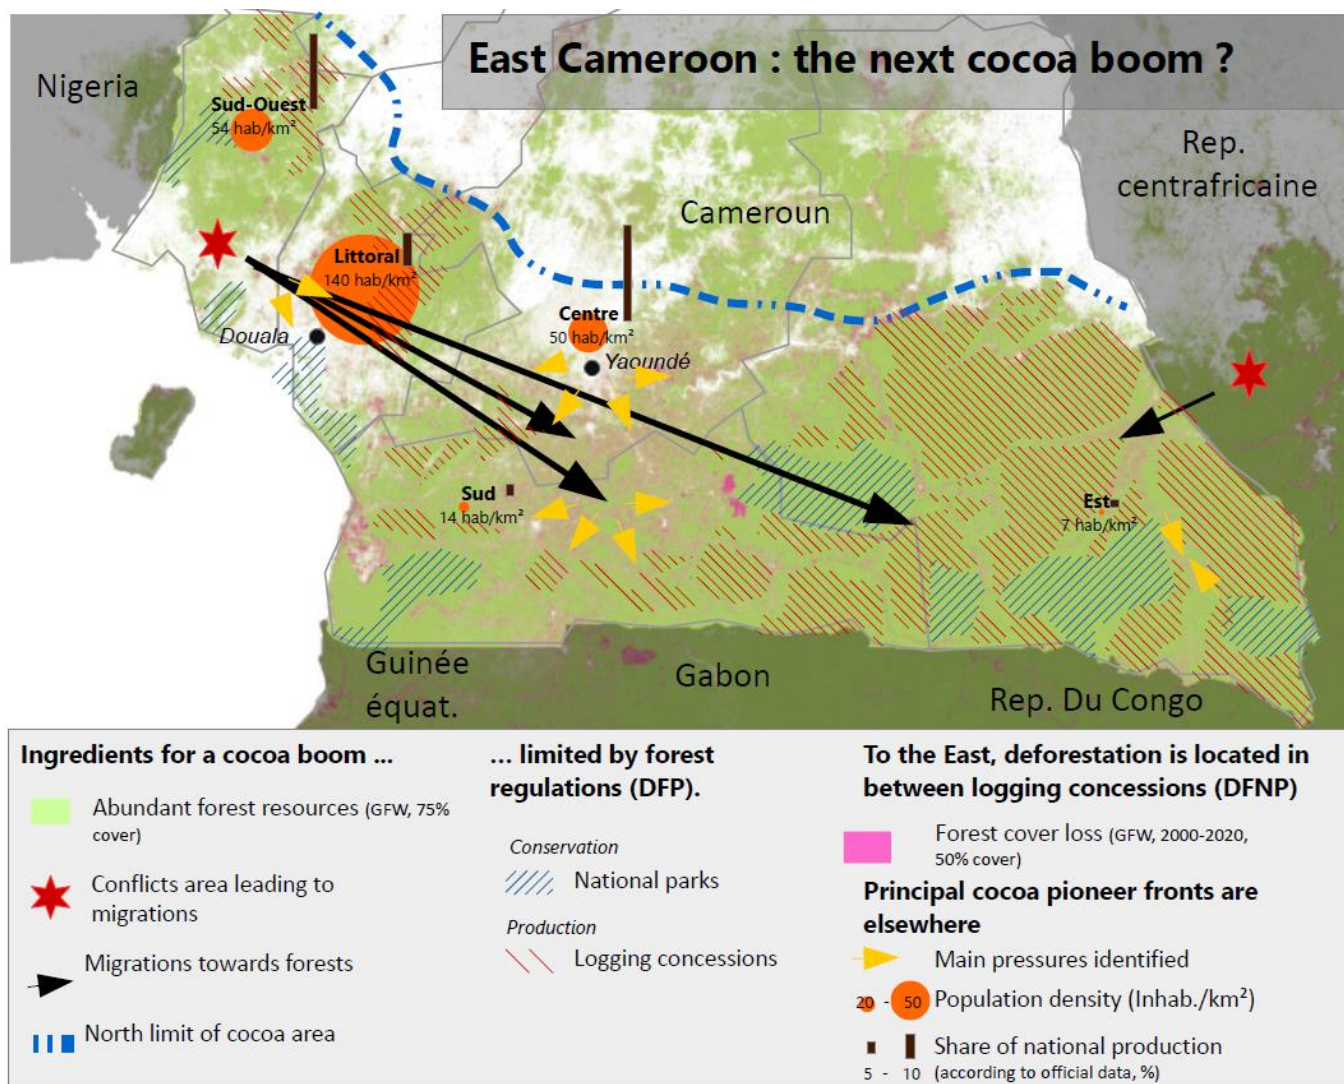 East Cameroon : the next cocoa boom ?
Nigeria
Sud-Ouest
54 hab/km²
Rep.
centrafricaine
Cameroun
Littoral
140 hab/km²
Centre
50 hab/km²
Douala
Yaoundé
Sud
14 hab/km²
Est
7 hab/km²
Guinée
équat.
Gabon
Rep. Du Congo
Ingredients for a cocoa boom ...
Abundant forest resources (GFW, 75%
cover)
Conflicts area leading to
migrations
Migrations towards forests
North limit of cocoa area
... limited by forest
regulations (DFP).
Conservation
National parks
Production
Logging concessions
To the East, deforestation is located in
between logging concessions (DFNP)
Forest cover loss (GFW, 2000-2020,
50% cover)
Principal cocoa pioneer fronts are
elsewhere
Main pressures identified
20 - 50 Population density (Inhab./km²)
Share of national production
5 - 10 (according to official data, %)